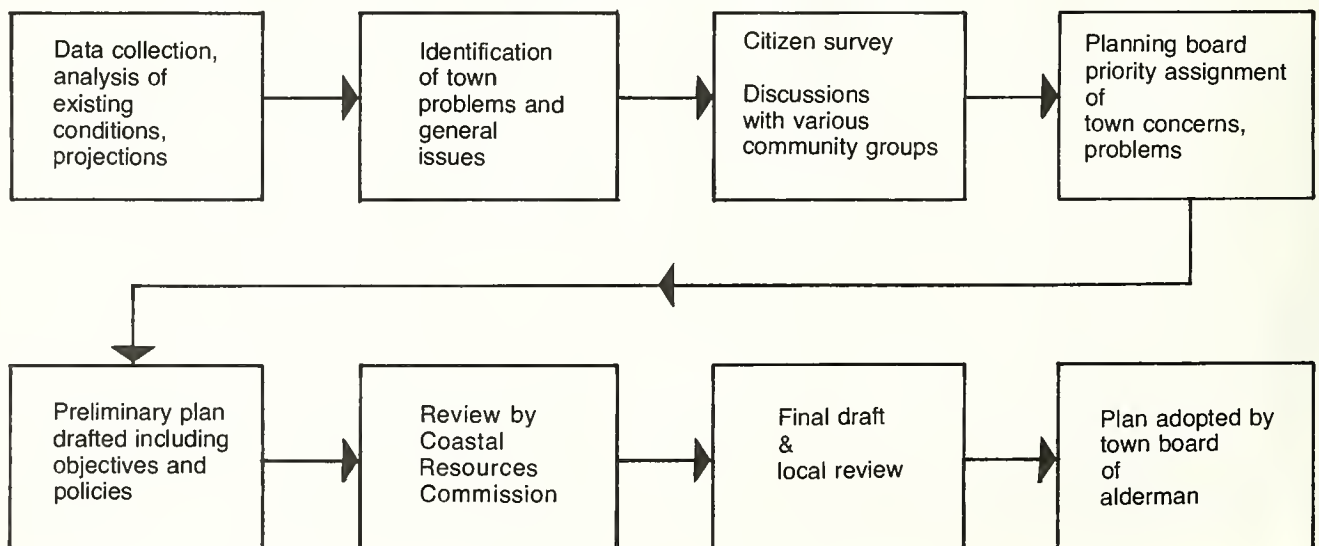 Data collection,
analysis of
existing
conditions,
projections
Identification
of town
problems and
general
issues
Citizen survey
Discussions
with various
community groups
Planning board
priority assignment
of
town concerns,
problems
Preliminary plan
drafted including
objectives and
policies
Review by
Coastal
Resources
Commission
Final draft
&
local review
Plan adopted by
town board
of
alderman